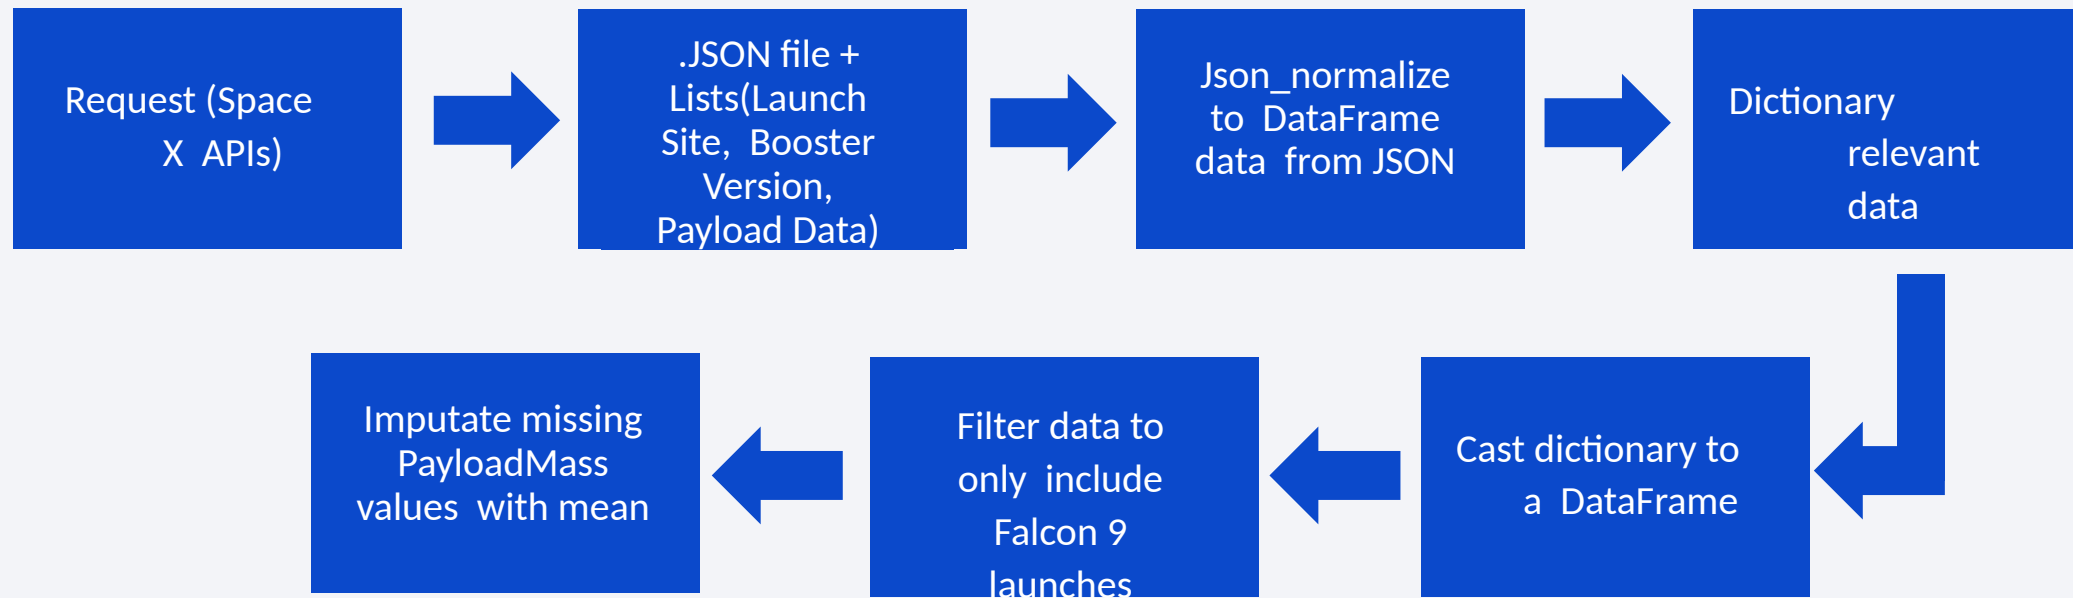 Request (Space
X APIs)
.JSON file +
Lists(Launch
Site, Booster
Version,
Payload Data)
Json_normalize
to DataFrame
data from JSON
Dictionary
relevant
data
Cast dictionary to
a DataFrame
Filter data to
only include
Falcon 9
launches
Imputate missing
PayloadMass
values with mean